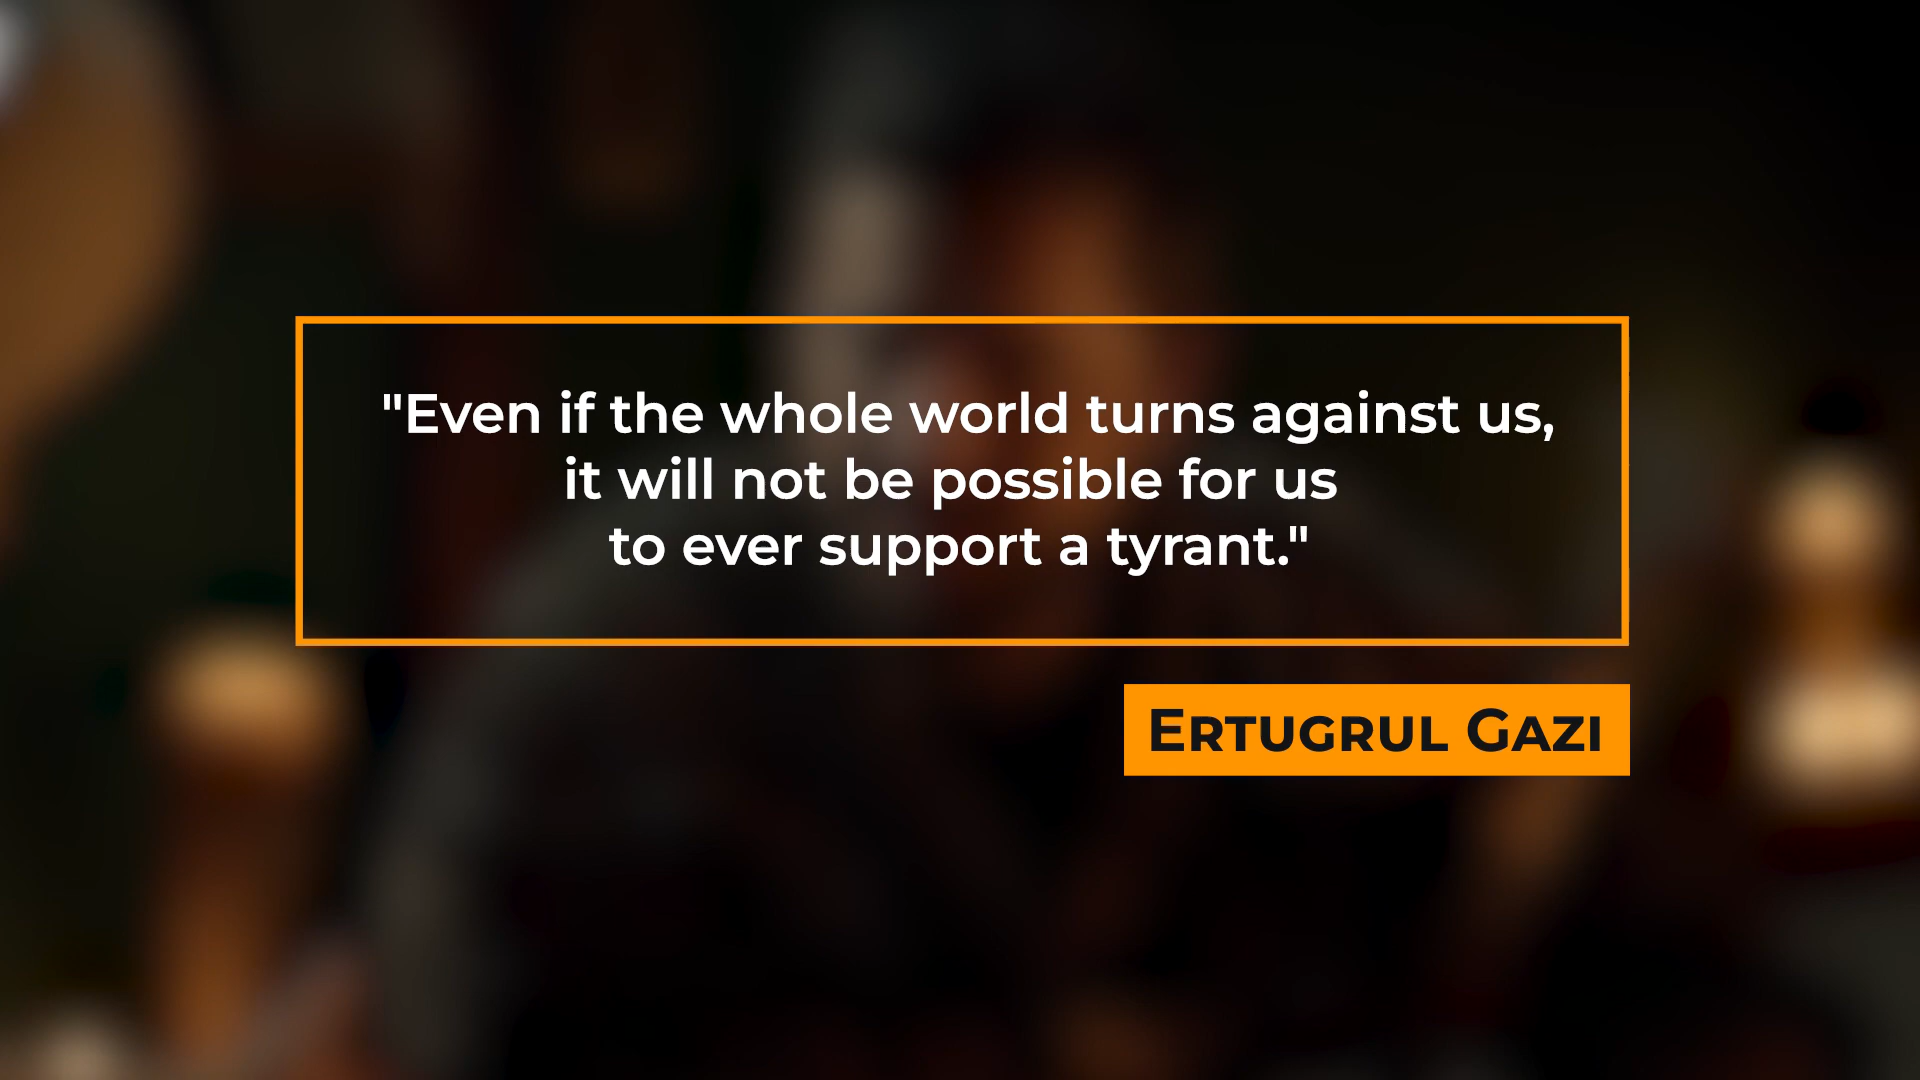 "Even if the whole world turns against us,
it will not be possible for us
to ever support a tyrant."
Ertugrul Gazi